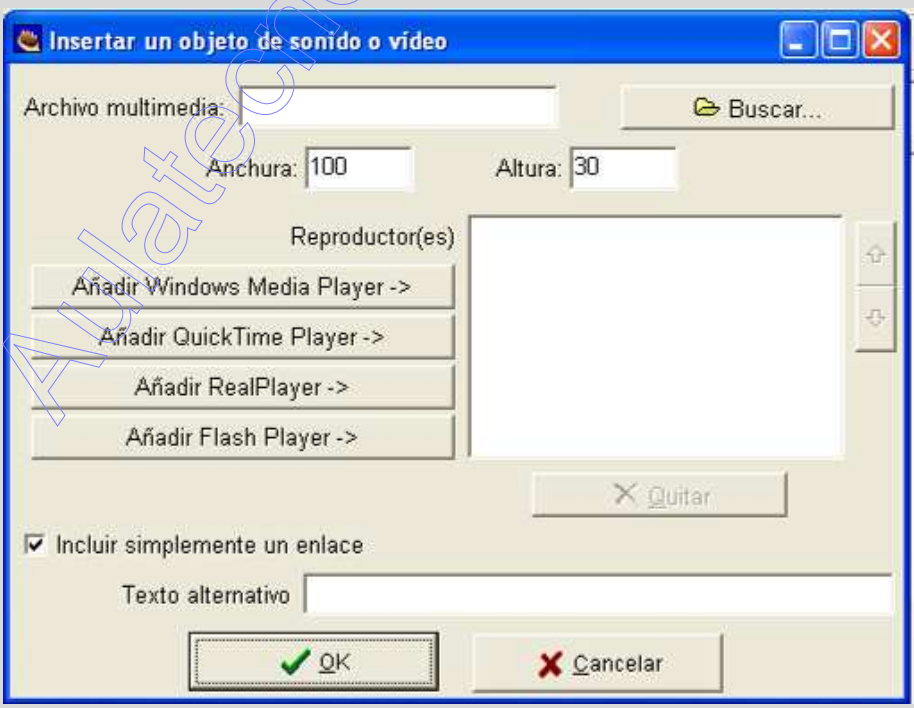 Insertar un objeto de sonido o vídeo
Archivo multimedia:
Buscar...
Anchura: 100
Altura: 30
Reproductor(es)
Añadir Windows Media Player ->
Añadir QuickTime Player ->
Añadir RealPlayer ->
Añadir Flash Player ->
Quitar
Incluir simplemente un enlace
Texto alternativo
OK
Cancelar
Aulatecno